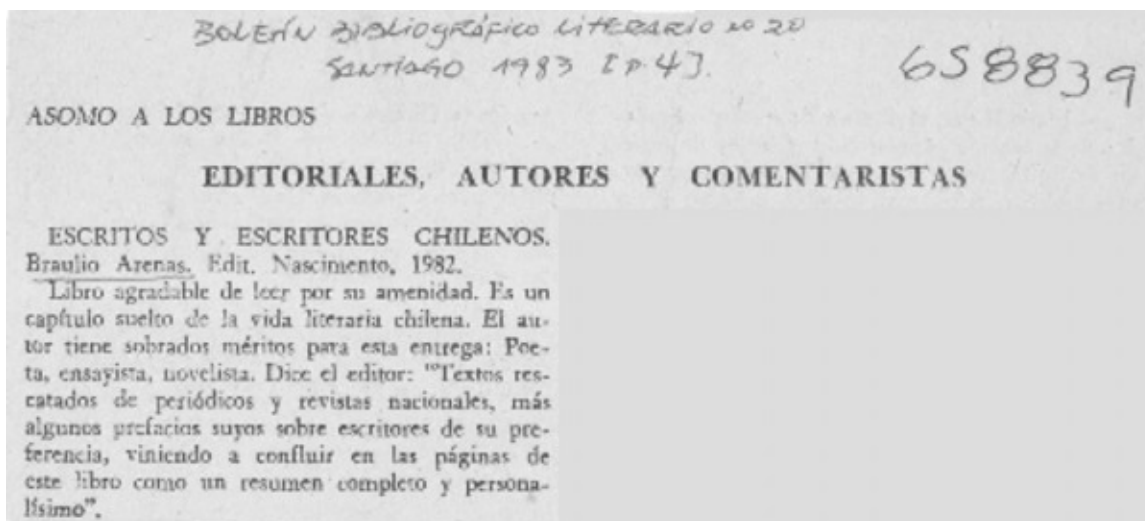 BOLETÍN BIBLIOGRÁFICO LITERARIO no 20
SANTIAGO 1983 [P.4].
658839
ASOMO A LOS LIBROS
EDITORIALES, AUTORES Y COMENTARISTAS
ESCRITOS Y ESCRITORES CHILENOS.
Braulio Arenas. Edit. Nascimento, 1982.
Libro agradable de leer por su amenidad. Es un
capítulo suelto de la vida literaria chilena. El au-
tor tiene sobrados méritos para esta entrega: Poe-
ta, ensayista, novelista. Dice el editor: "Textos res-
catados de periódicos y revistas nacionales, más
algunos prefacios suyos sobre escritores de su pre-
ferencia, viniendo a confluir en las páginas de
este libro como un resumen completo y persona-
lísimo".